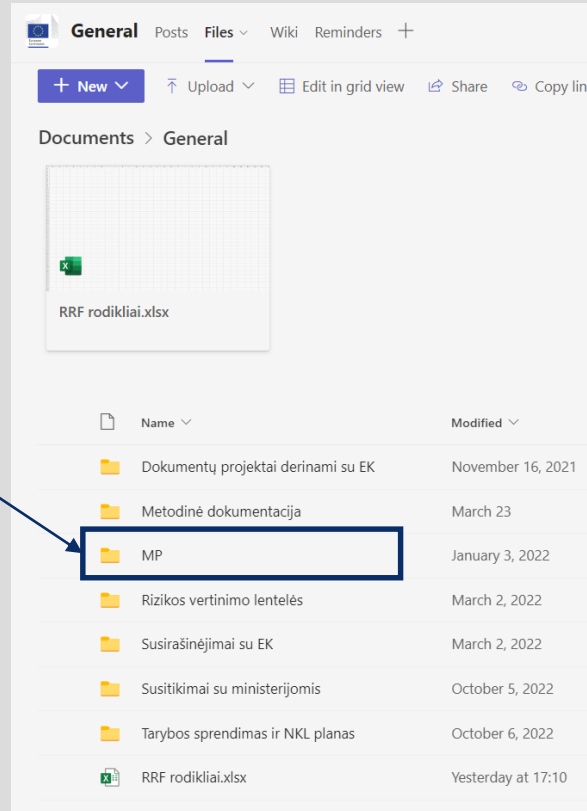 General Posts Files Wiki Reminders +
+ New Upload Edit in grid view Share Copy lin
Documents > General
RRF rodikliai.xlsx
Name Modified
Dokumentų projektai derinami su EK November 16, 2021
Metodinė dokumentacija March 23
MP January 3, 2022
Rizikos vertinimo lentelės March 2, 2022
Susirašinėjimai su EK March 2, 2022
Susitikimai su ministerijomis October 5, 2022
Tarybos sprendimas ir NKL planas October 6, 2022
RRF rodikliai.xlsx Yesterday at 17:10